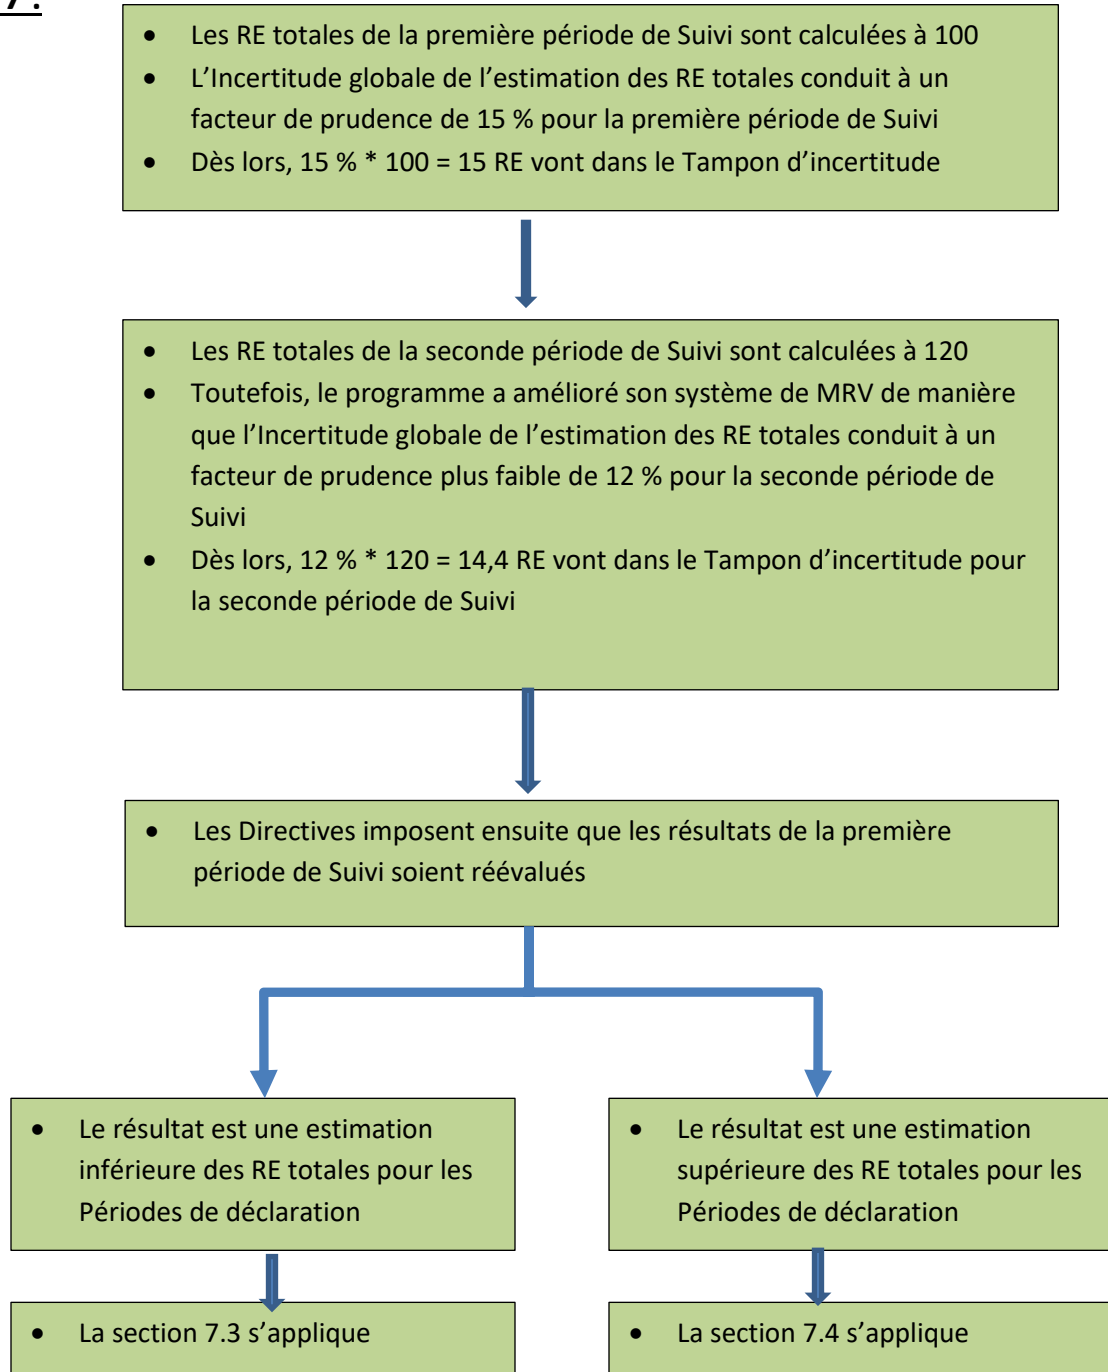 7.
• Les RE totales de la première période de Suivi sont calculées à 100
• L’Incertitude globale de l’estimation des RE totales conduit à un
facteur de prudence de 15 % pour la première période de Suivi
• Dès lors, 15 % * 100 = 15 RE vont dans le Tampon d’incertitude
• Les RE totales de la seconde période de Suivi sont calculées à 120
• Toutefois, le programme a amélioré son système de MRV de manière
que l’Incertitude globale de l’estimation des RE totales conduit à un
facteur de prudence plus faible de 12 % pour la seconde période de
Suivi
• Dès lors, 12 % * 120 = 14,4 RE vont dans le Tampon d’incertitude pour
la seconde période de Suivi
• Les Directives imposent ensuite que les résultats de la première
période de Suivi soient réévalués
• Le résultat est une estimation
inférieure des RE totales pour les
Périodes de déclaration
• Le résultat est une estimation
supérieure des RE totales pour les
Périodes de déclaration
• La section 7.3 s’applique
• La section 7.4 s’applique